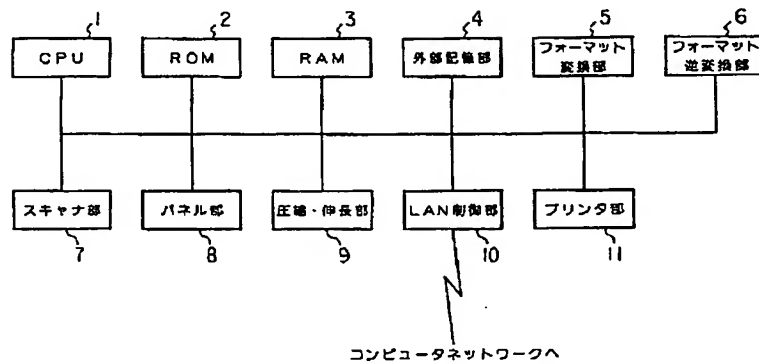 1 2 3 4 5 6
CPU ROM RAM 外部記憶部 フォーマット変換部 フォーマット逆変換部
スキャナ部 パネル部 圧縮・伸長部 LAN制御部 プリンタ部
7 8 9 10 11
コンピュータネットワークへ